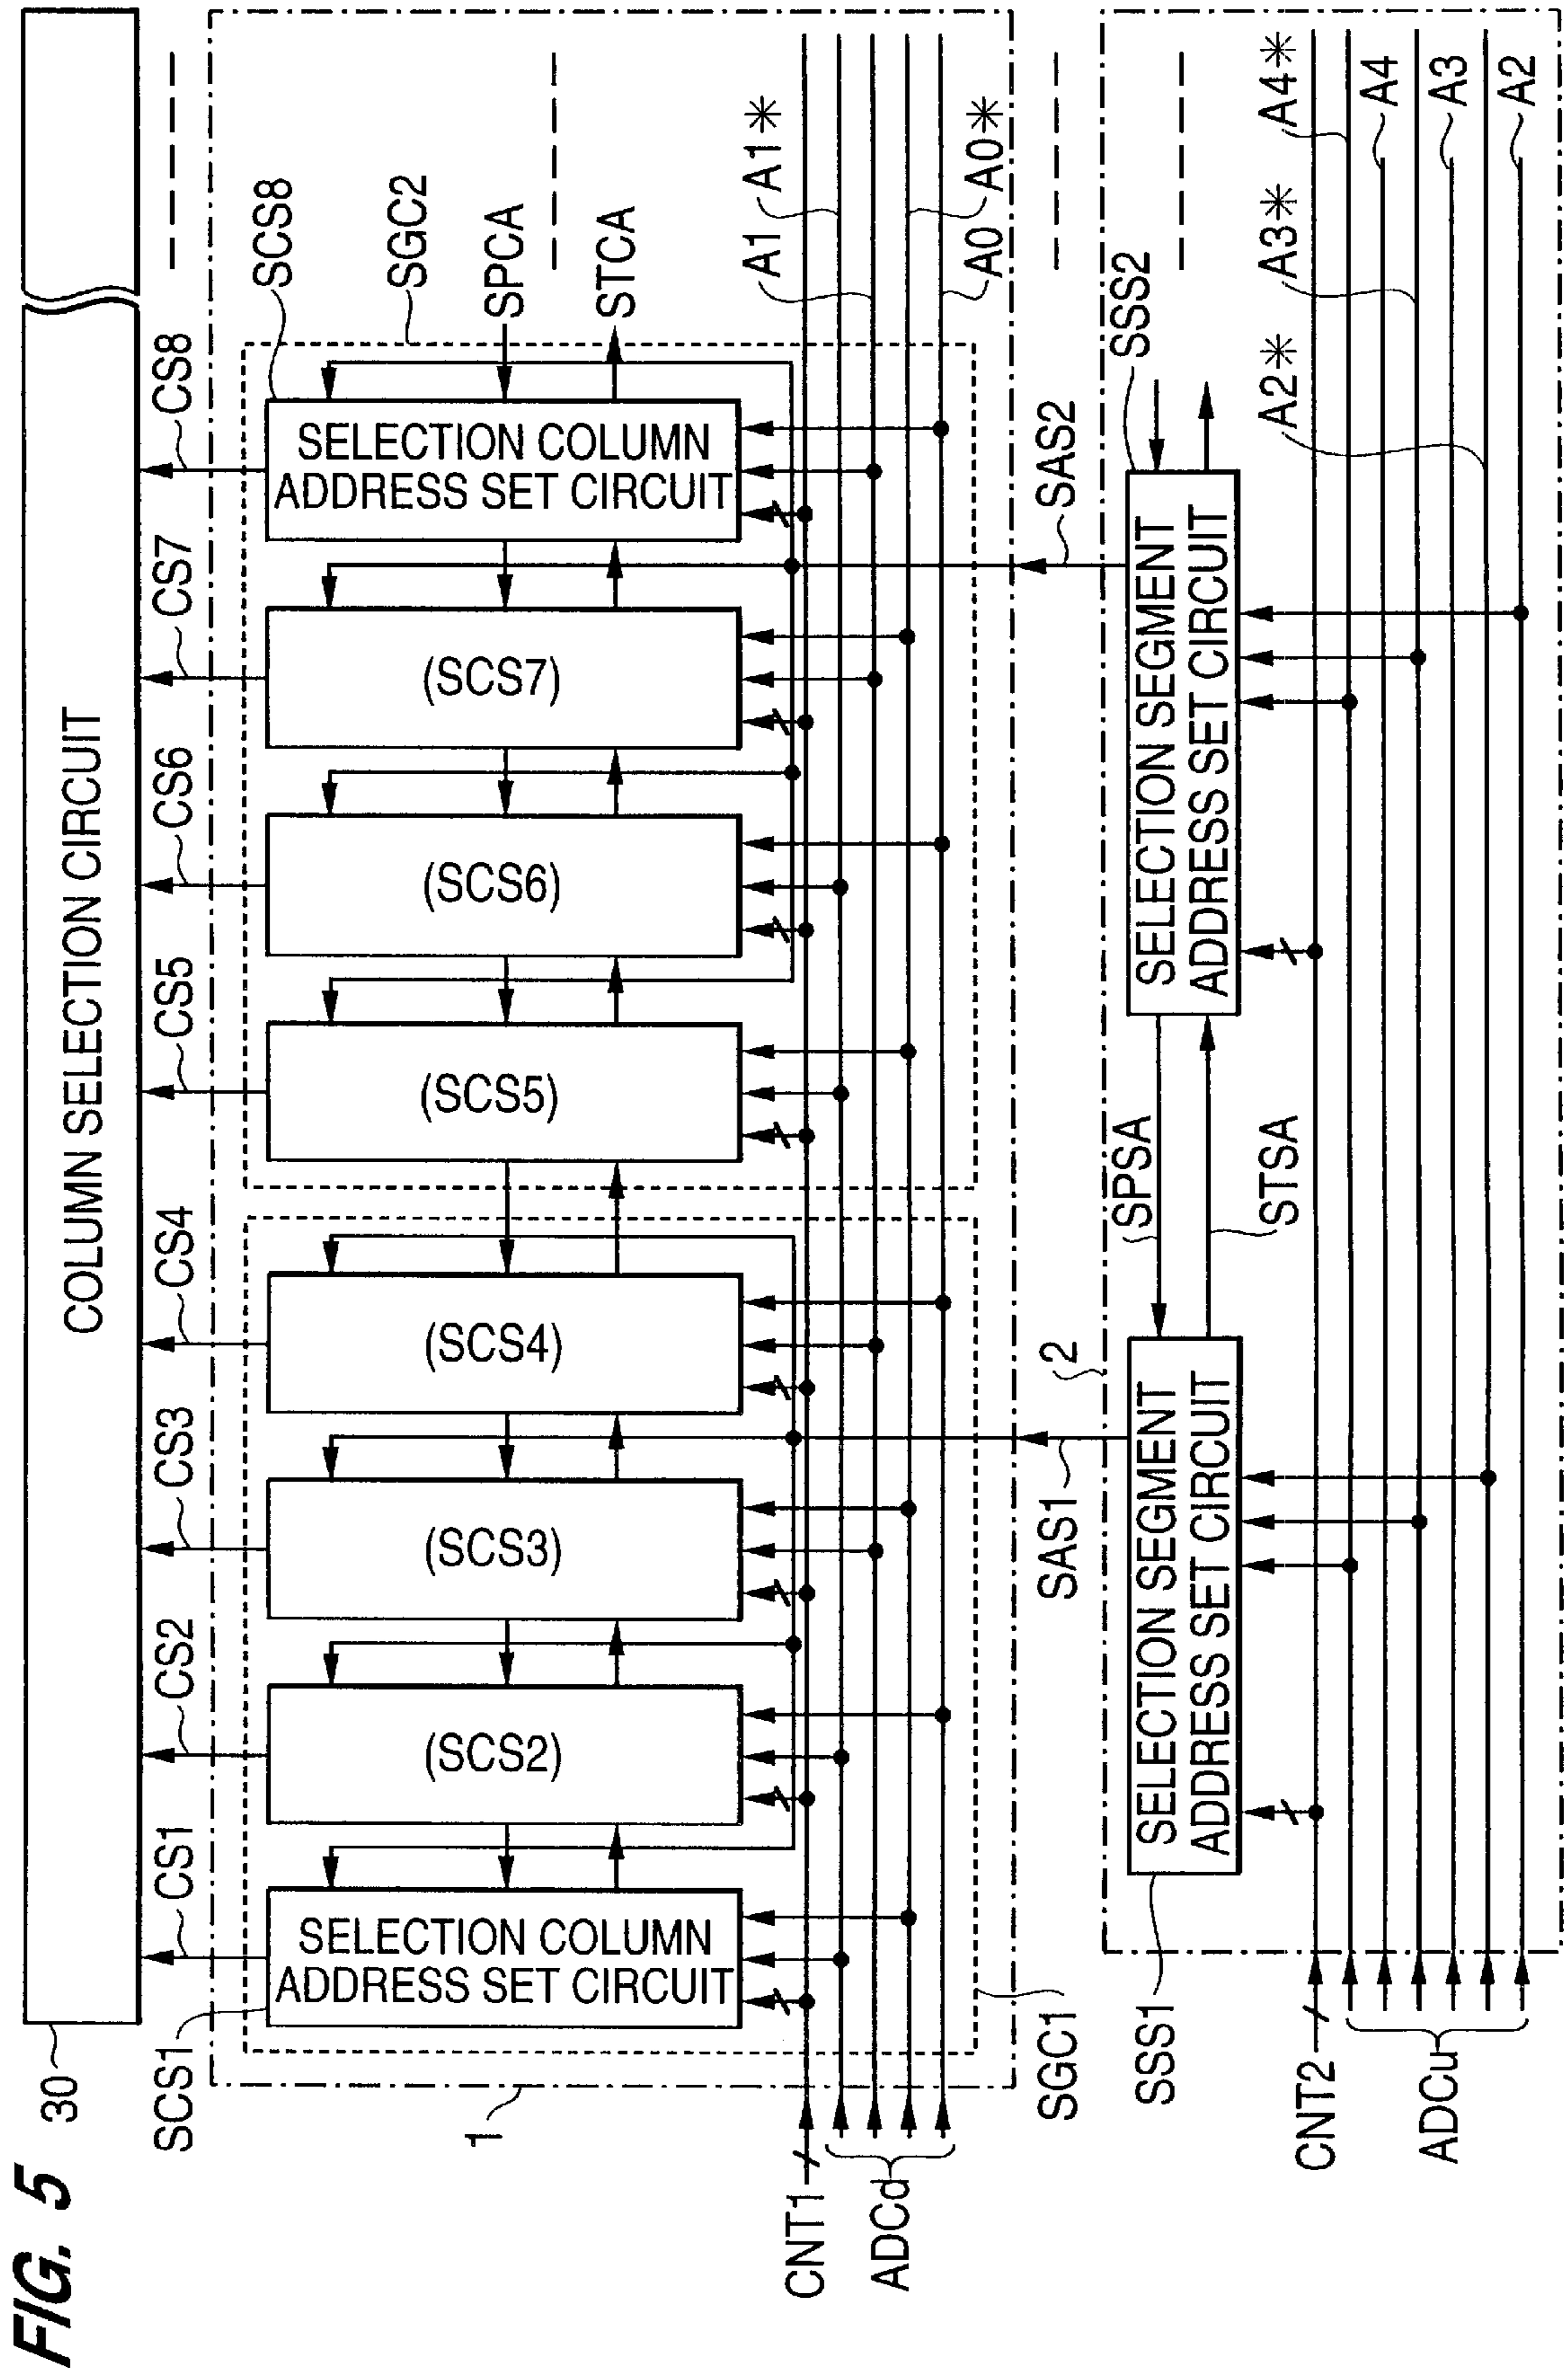 FIG. 5
30
COLUMN SELECTION CIRCUIT
SCS1
CS1
CS2
CS3
CS4
CS5
CS6
CS7
CS8
SCS8
SGC2
SPCA
STCA
1
SELECTION COLUMN
ADDRESS SET CIRCUIT
(SCS2)
(SCS3)
(SCS4)
(SCS5)
(SCS6)
(SCS7)
SELECTION COLUMN
ADDRESS SET CIRCUIT
CNT1
ADCd
A1
A1*
A0
A0*
SGC1
SAS1
2
SAS2
SSS1
SELECTION SEGMENT
ADDRESS SET CIRCUIT
SPSA
STSA
SELECTION SEGMENT
ADDRESS SET CIRCUIT
SSS2
CNT2
ADCu
A2*
A3*
A4*
A4
A3
A2